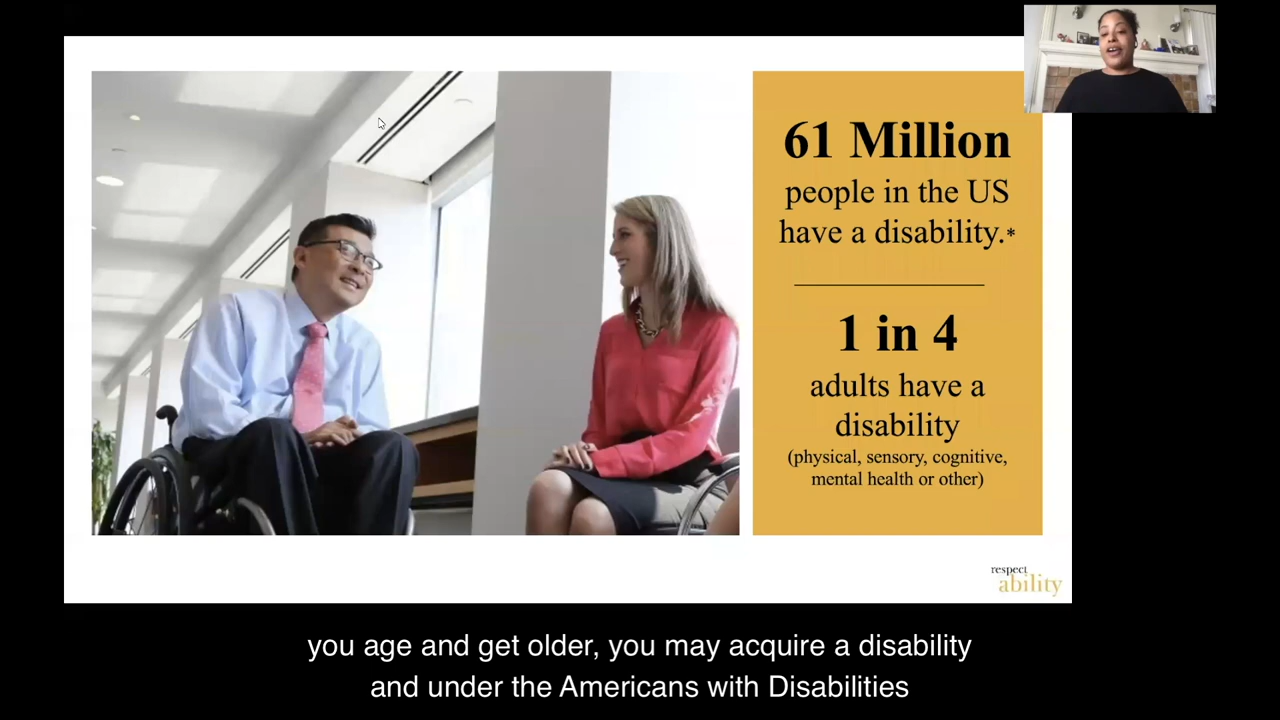 61 Million
people in the US
have a disability.*
1 in 4
adults have a
disability
(physical, sensory, cognitive,
mental health or other)
respect
ability
you age and get older, you may acquire a disability
and under the Americans with Disabilities